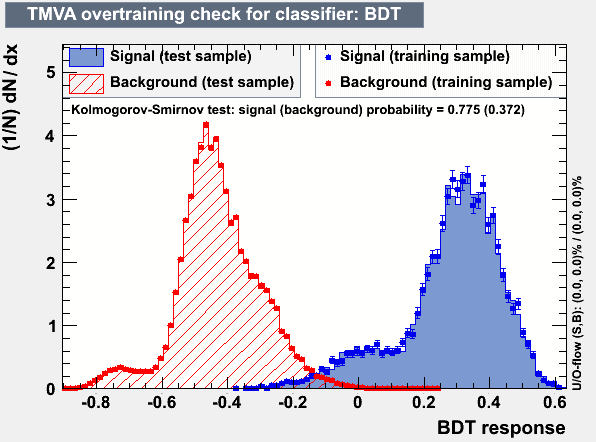 TMVA overtraining check for classifier: BDT
(1/N) dN / dx
Signal (test sample)
Background (test sample)
Signal (training sample)
Background (training sample)
Kolmogorov-Smirnov test: signal (background) probability = 0.775 (0.372)
5
4
3
2
1
0
-0.8 -0.6 -0.4 -0.2 0 0.2 0.4 0.6
BDT response
U/O-flow (S,B): (0.0, 0.0)% / (0.0, 0.0)%